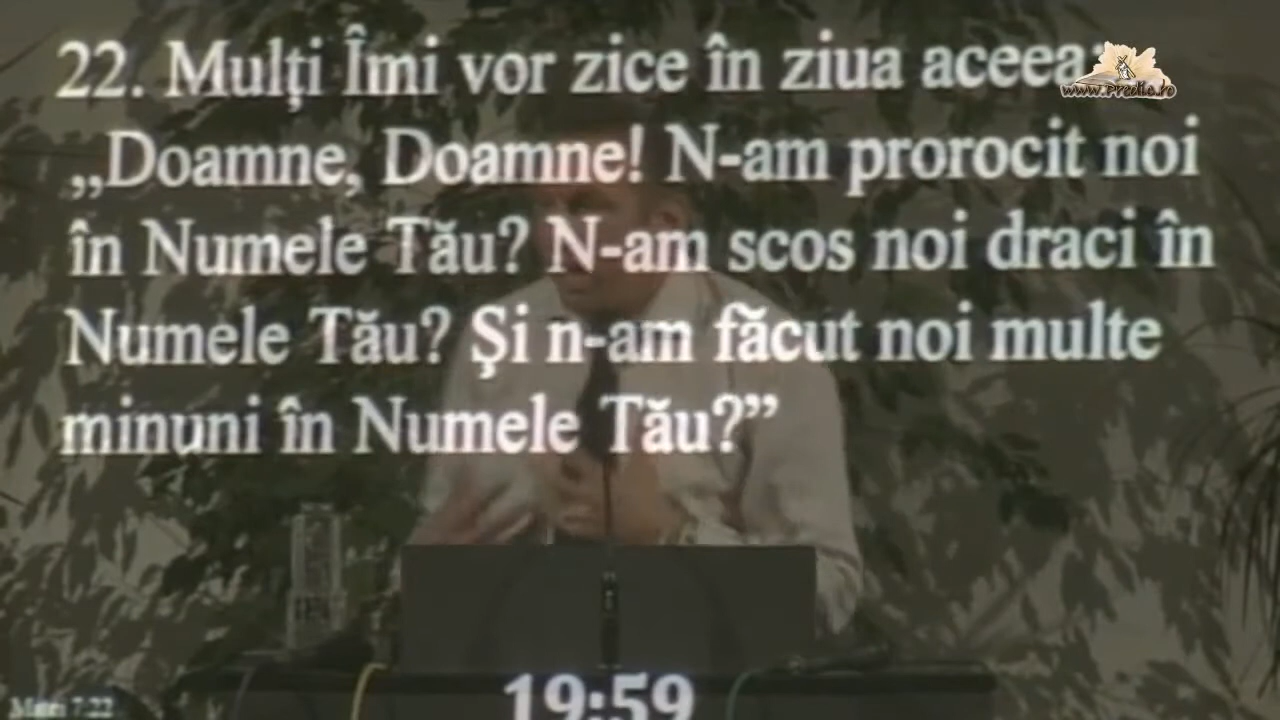 22. Mulţi Îmi vor zice în ziua aceea:
www.Predic.ro
„Doamne, Doamne! N-am prorocit noi
în Numele Tău? N-am scos noi draci în
Numele Tău? Şi n-am făcut noi multe
minuni în Numele Tău?”
19:59
Matei 7:22